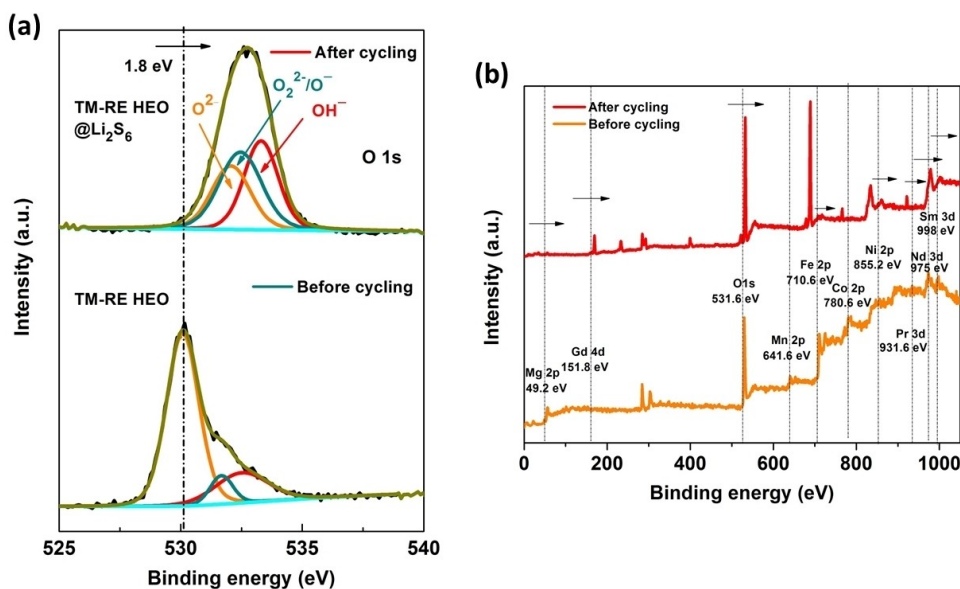 (a)
After cycling
1.8 eV
O₂²⁻/O⁻
O²⁻
OH⁻
TM-RE HEO
@Li₂S₆
O 1s
TM-RE HEO
Before cycling
Intensity (a.u.)
525
530
535
540
Binding energy (eV)
(b)
After cycling
Before cycling
Sm 3d
998 eV
Ni 2p
855.2 eV
Nd 3d
975 eV
Fe 2p
710.6 eV
O1s
531.6 eV
Co 2p
780.6 eV
Mn 2p
641.6 eV
Pr 3d
931.6 eV
Gd 4d
151.8 eV
Mg 2p
49.2 eV
Intensity (a.u.)
0
200
400
600
800
1000
Binding energy (eV)